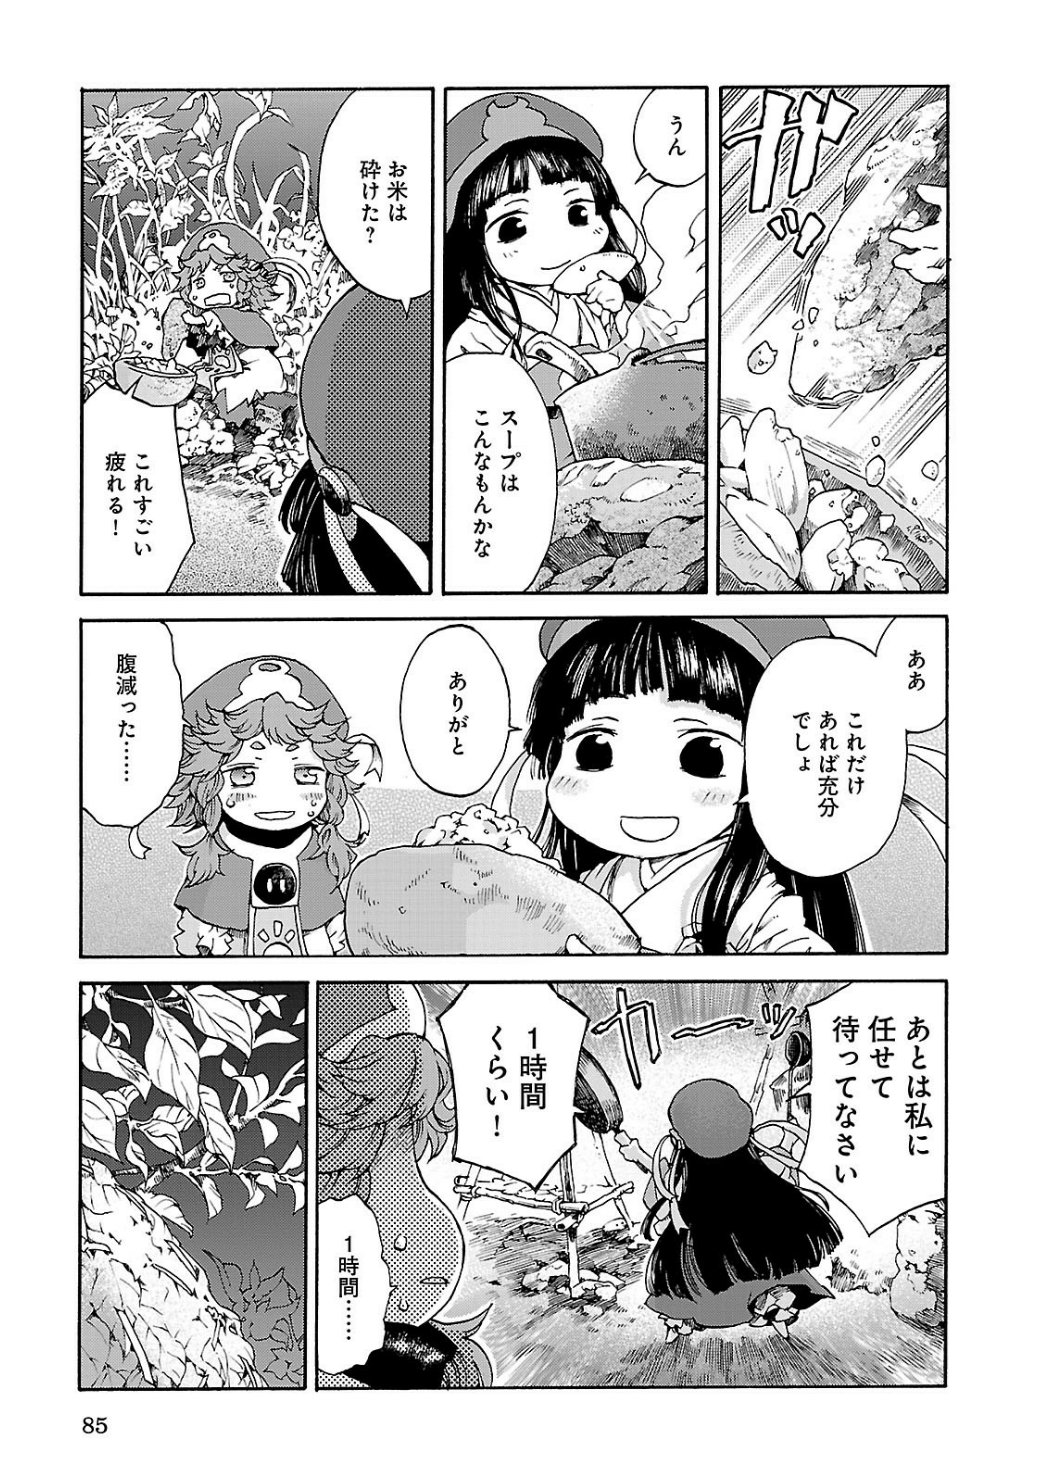 ガッ
ガッ
うん
スープは
こんなもんかな
お米は
砕けた？
これすごい
疲れる！
ああ
これだけ
あれば充分
でしょ
ありがと
腹減った……
あとは私に
任せて
待ってなさい
カーッ
1時間
くらい！
1時間……
85